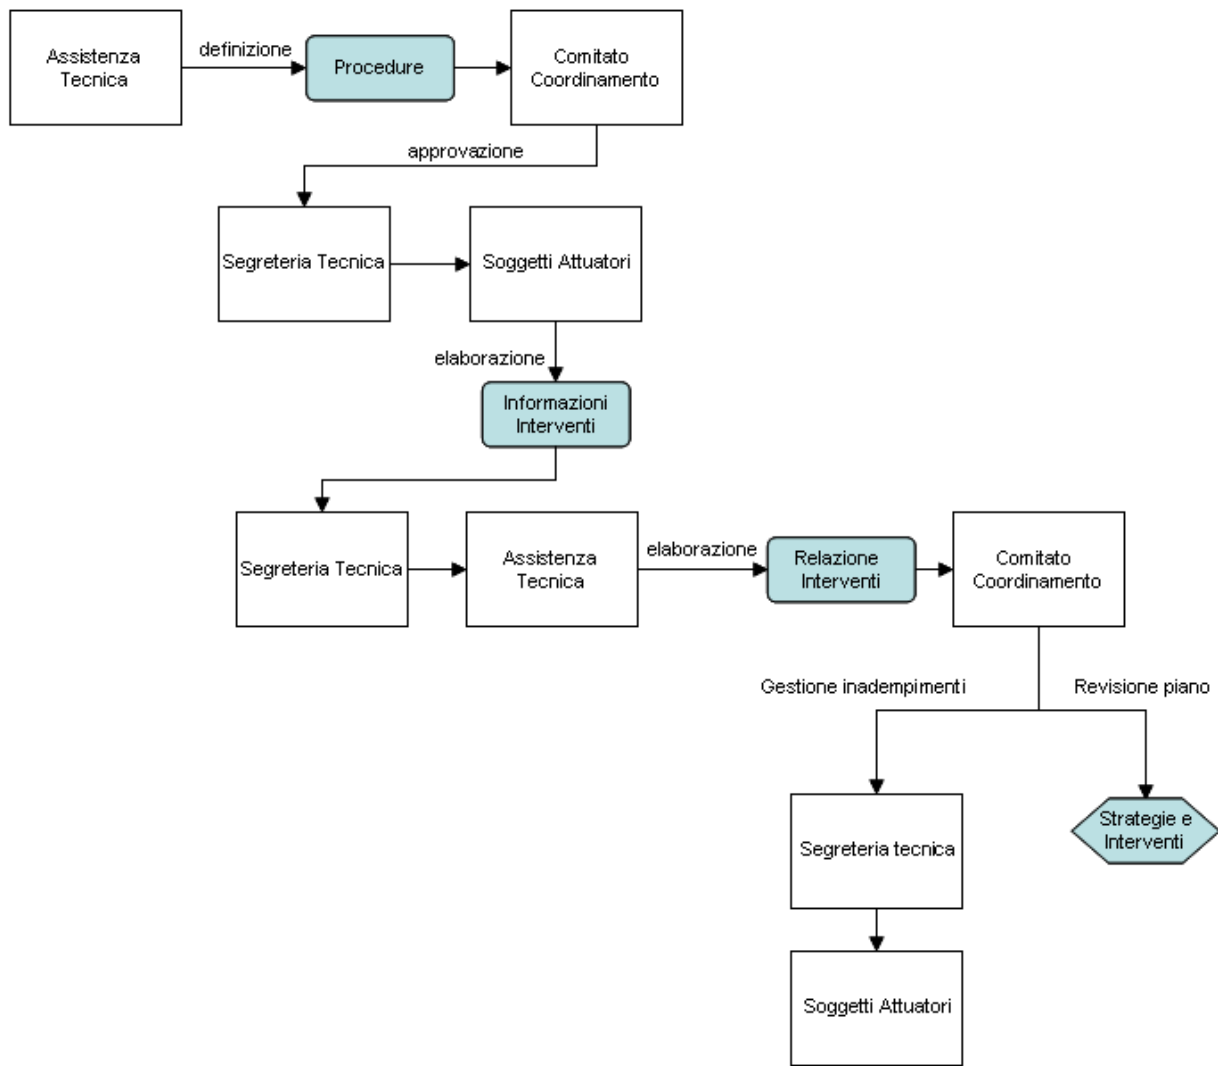 Assistenza
Tecnica
definizione
Procedure
Comitato
Coordinamento
approvazione
Segreteria Tecnica
Soggetti Attuatori
elaborazione
Informazioni
Interventi
Segreteria Tecnica
Assistenza
Tecnica
elaborazione
Relazione
Interventi
Comitato
Coordinamento
Gestione inadempimenti
Revisione piano
Segreteria tecnica
Strategie e
Interventi
Soggetti Attuatori